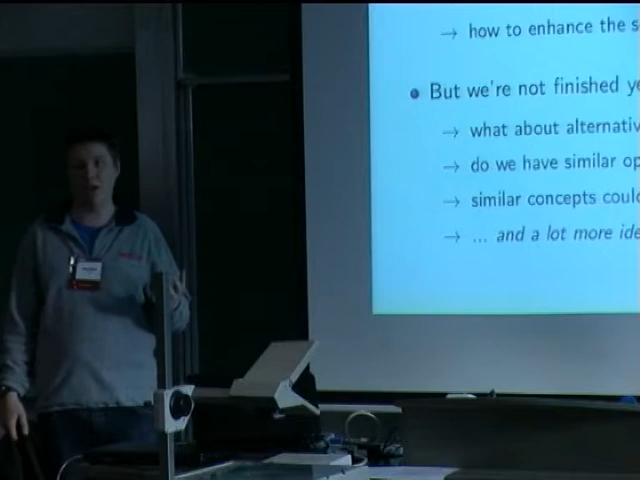 → how to enhance the s
• But we're not finished ye
→ what about alternativ
→ do we have similar op
→ similar concepts could
→ ... and a lot more ide